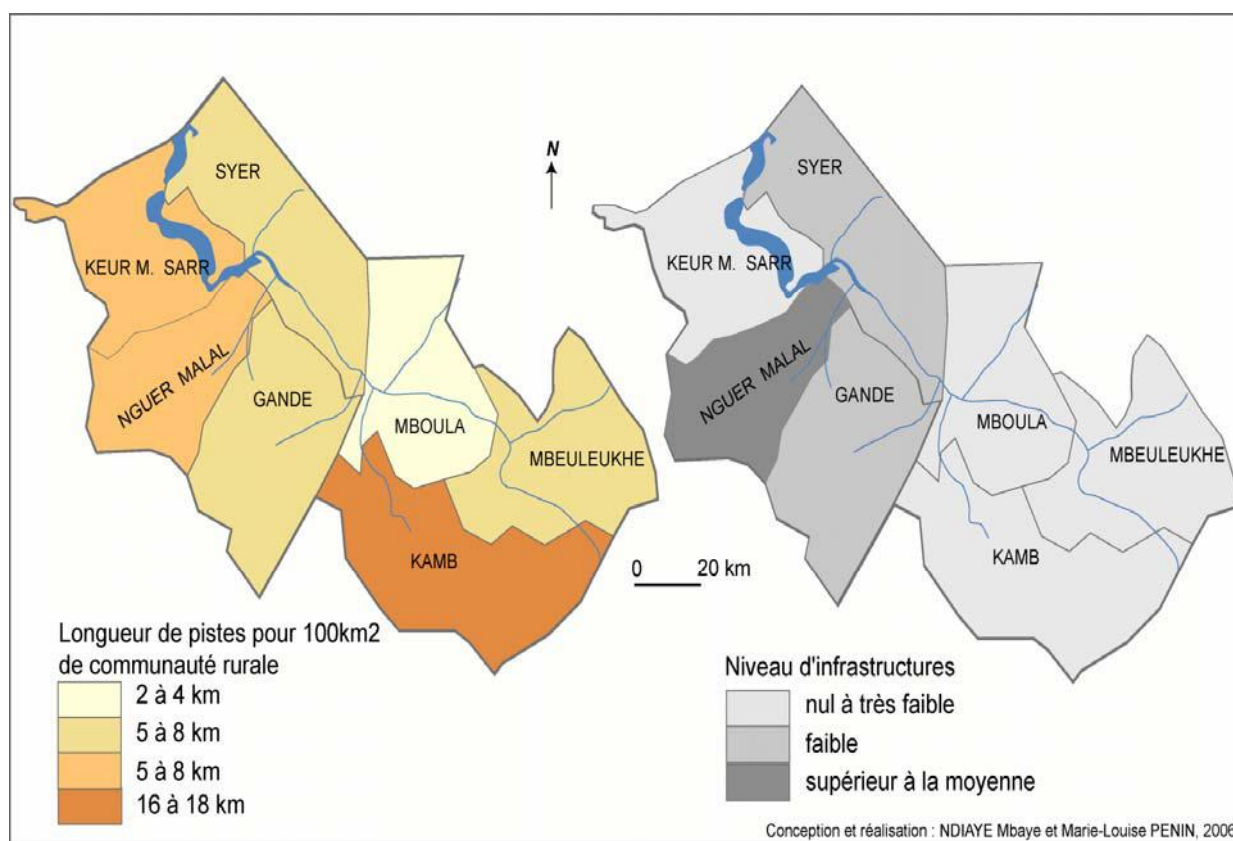 SYER
KEUR M. SARR
NGUER MALAL
GANDE
MBOULA
MBEULEUKHE
KAMB
N
0 20 km
SYER
KEUR M. SARR
NGUER MALAL
GANDE
MBOULA
MBEULEUKHE
KAMB
Longueur de pistes pour 100km2
de communauté rurale
2 à 4 km
5 à 8 km
5 à 8 km
16 à 18 km
Niveau d'infrastructures
nul à très faible
faible
supérieur à la moyenne
Conception et réalisation : NDIAYE Mbaye et Marie-Louise PENIN, 2006